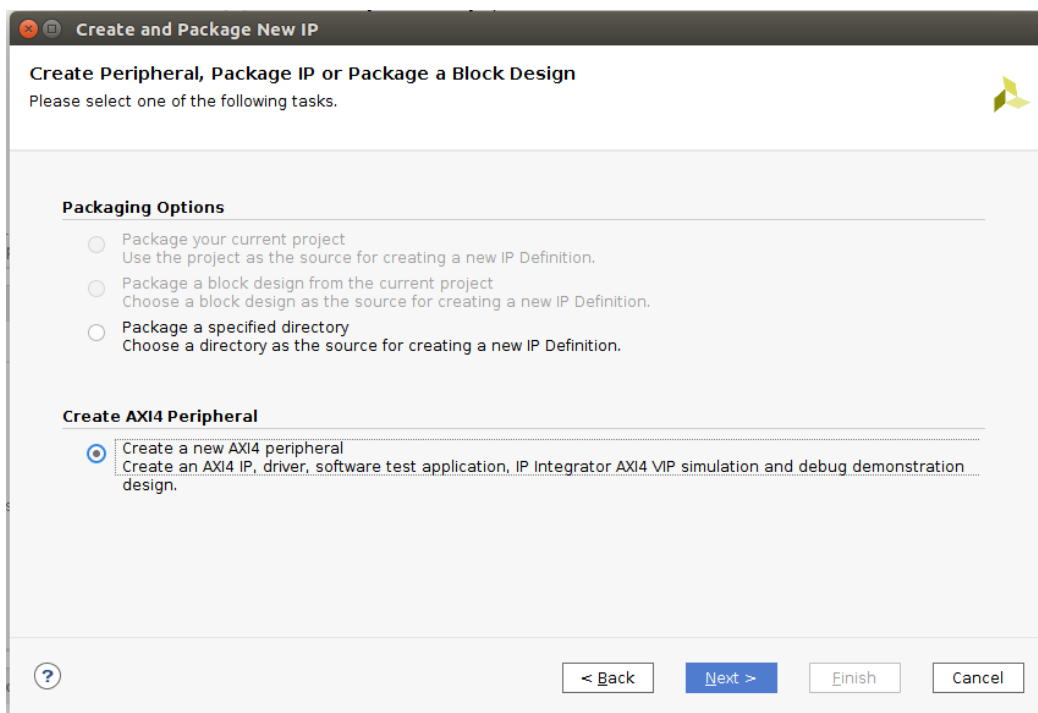 Create and Package New IP
Create Peripheral, Package IP or Package a Block Design
Please select one of the following tasks.
Packaging Options
Package your current project
Use the project as the source for creating a new IP Definition.
Package a block design from the current project
Choose a block design as the source for creating a new IP Definition.
Package a specified directory
Choose a directory as the source for creating a new IP Definition.
Create AXI4 Peripheral
Create a new AXI4 peripheral
Create an AXI4 IP, driver, software test application, IP Integrator AXI4 VIP simulation and debug demonstration
design.
?
< Back
Next >
Finish
Cancel